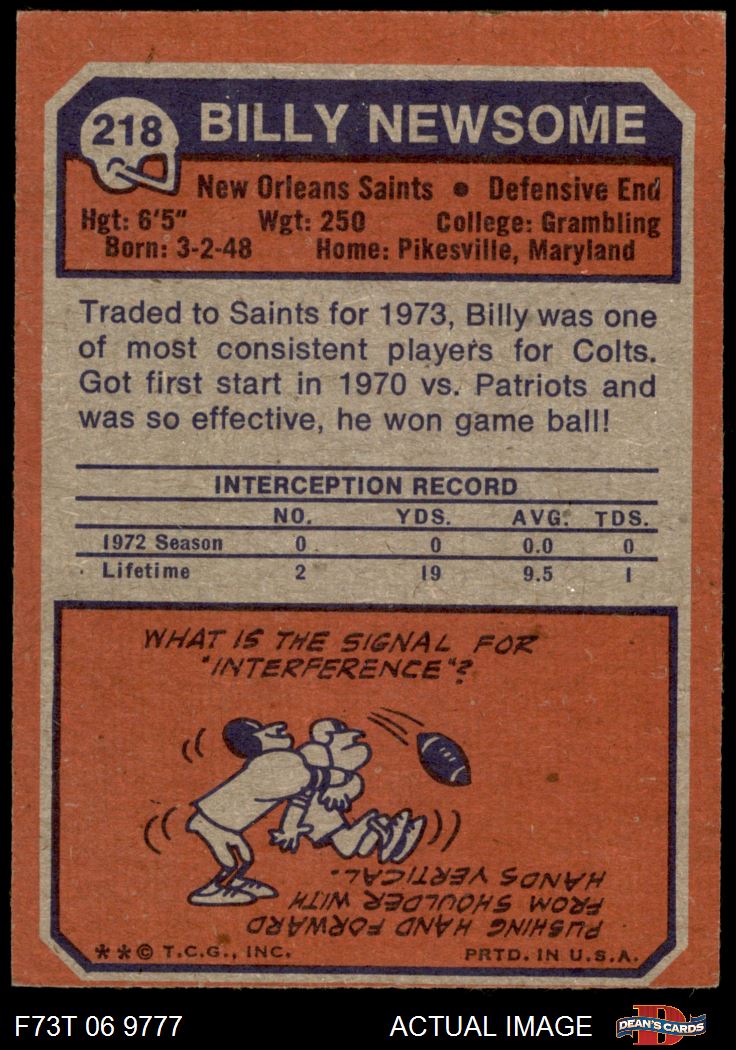 218 BILLY NEWSOME
New Orleans Saints • Defensive End
Hgt: 6'5" Wgt: 250 College: Grambling
Born: 3-2-48 Home: Pikesville, Maryland
Traded to Saints for 1973, Billy was one
of most consistent players for Colts.
Got first start in 1970 vs. Patriots and
was so effective, he won game ball!
INTERCEPTION RECORD
NO. YDS. AVG. TDS.
1972 Season 0 0 0.0 0
Lifetime 2 19 9.5 1
WHAT IS THE SIGNAL FOR
"INTERFERENCE"?
PUSHING HAND FORWARD
FROM SHOULDER WITH
HANDS VERTICAL.
**© T.C.G., INC. PRTD. IN U.S.A.
F73T 06 9777 ACTUAL IMAGE D DEAN'S CARDS